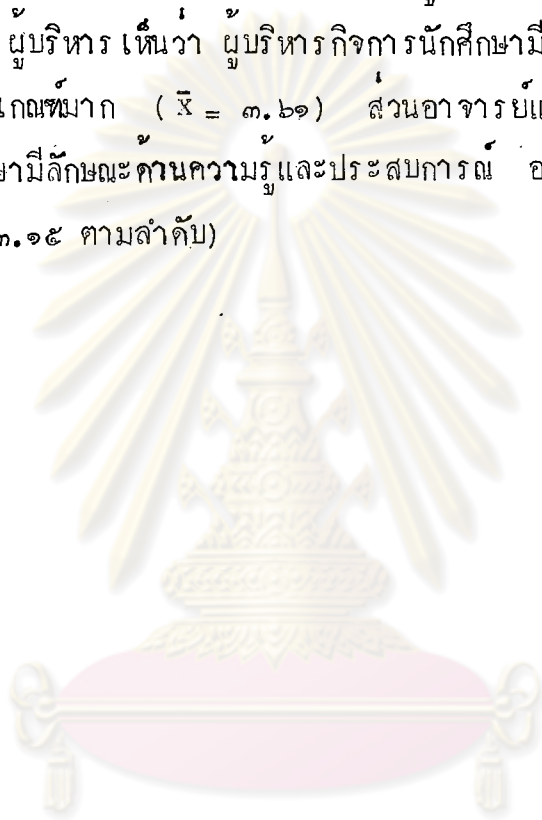 ผู้บริหาร เห็นว่า ผู้บริหารกิจการนักศึกษามี
เกณฑ์มาก ( X̄ = ๓.๖๑) ส่วนอาจารย์แ
ามีลักษณะด้านความรู้และประสบการณ์ อ
๓.๑๕ ตามลำดับ)